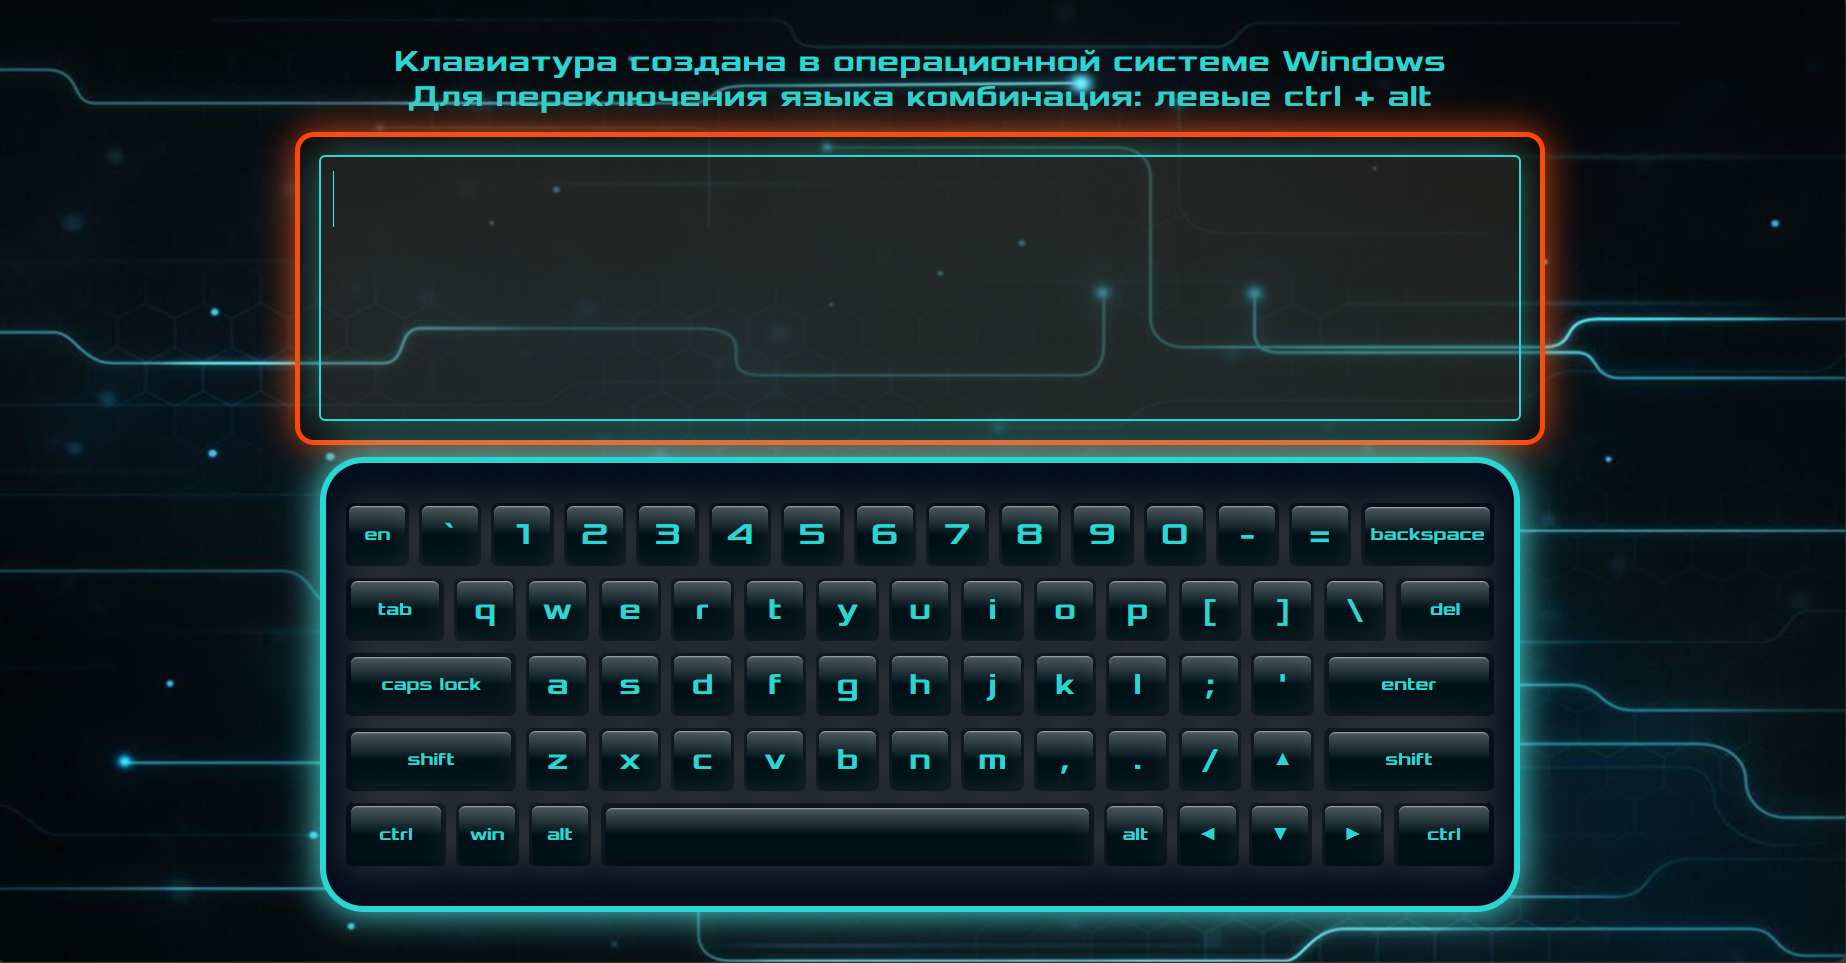 Клавиатура создана в операционной системе Windows
Для переключения языка комбинация: левые ctrl + alt
en ` 1 2 3 4 5 6 7 8 9 0 - = backspace
tab q w e r t y u i o p [ ] \ del
caps lock a s d f g h j k l ; ' enter
shift z x c v b n m , . / ▲ shift
ctrl win alt alt ◄ ▼ ► ctrl